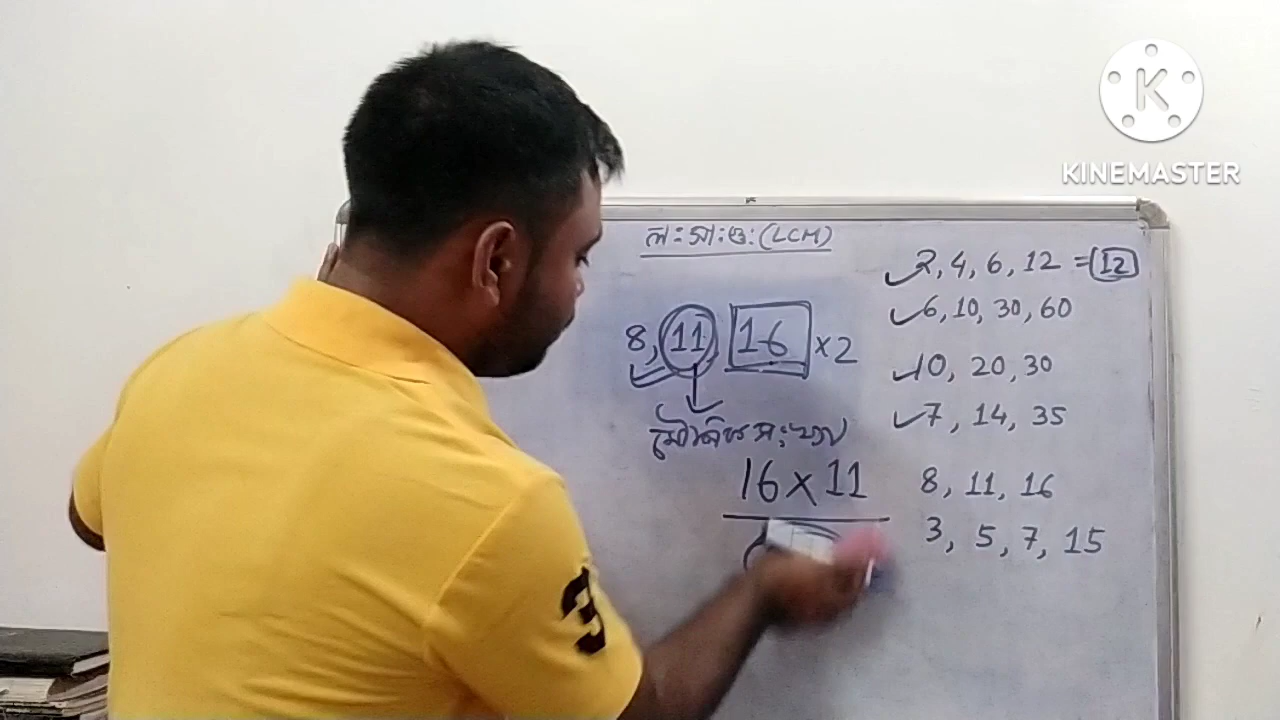 KINEMASTER
ল:সা:গু:(LCM)
8, 11 16 x 2
মৌলিক সংখ্যা
16 x 11
2, 4, 6, 12 = 12
6, 10, 30, 60
10, 20, 30
7, 14, 35
8, 11, 16
3, 5, 7, 15
3